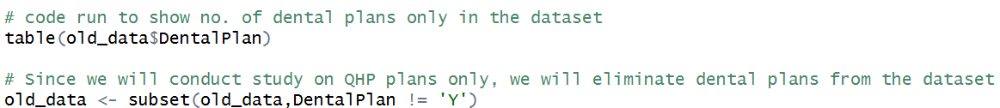 # code run to show no. of dental plans only in the dataset
table(old_data$DentalPlan)
# Since we will conduct study on QHP plans only, we will eliminate dental plans from the dataset
old_data <- subset(old_data,DentalPlan != 'Y')